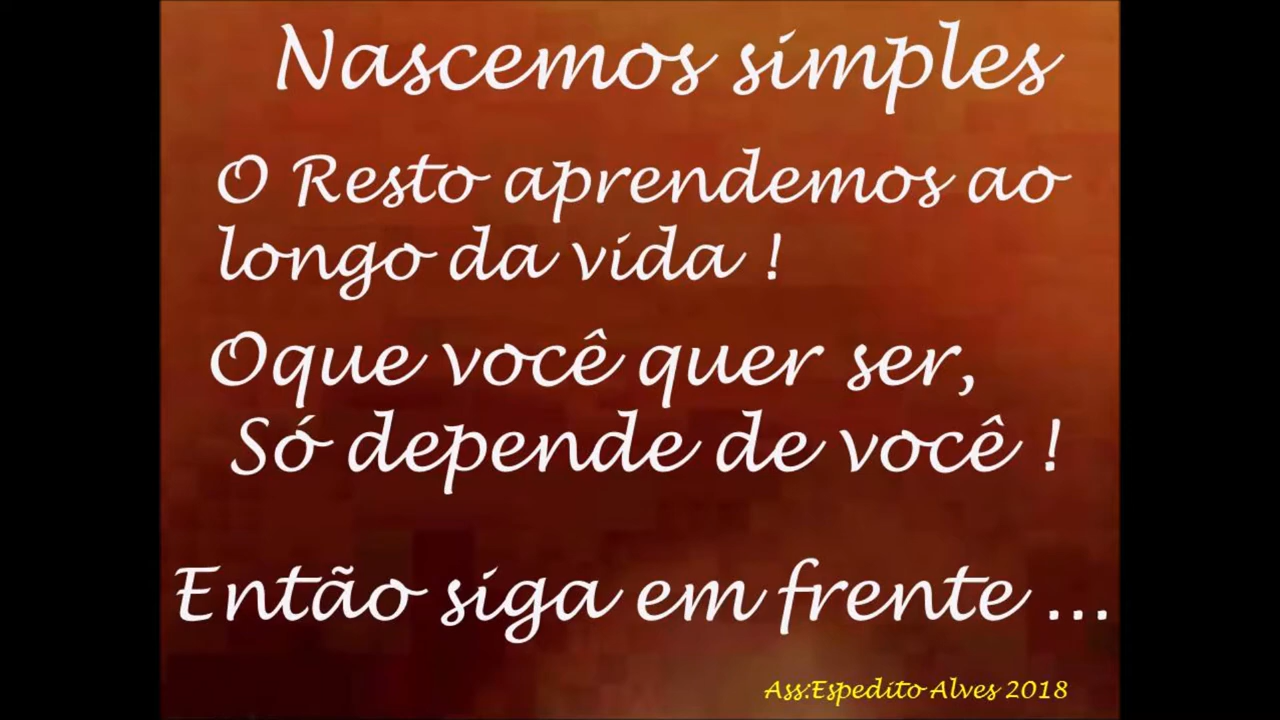 Nascemos simples
O Resto aprendemos ao
longo da vida !
Oque você quer ser,
Só depende de você !
Então siga em frente ...
Ass:Espedito Alves 2018